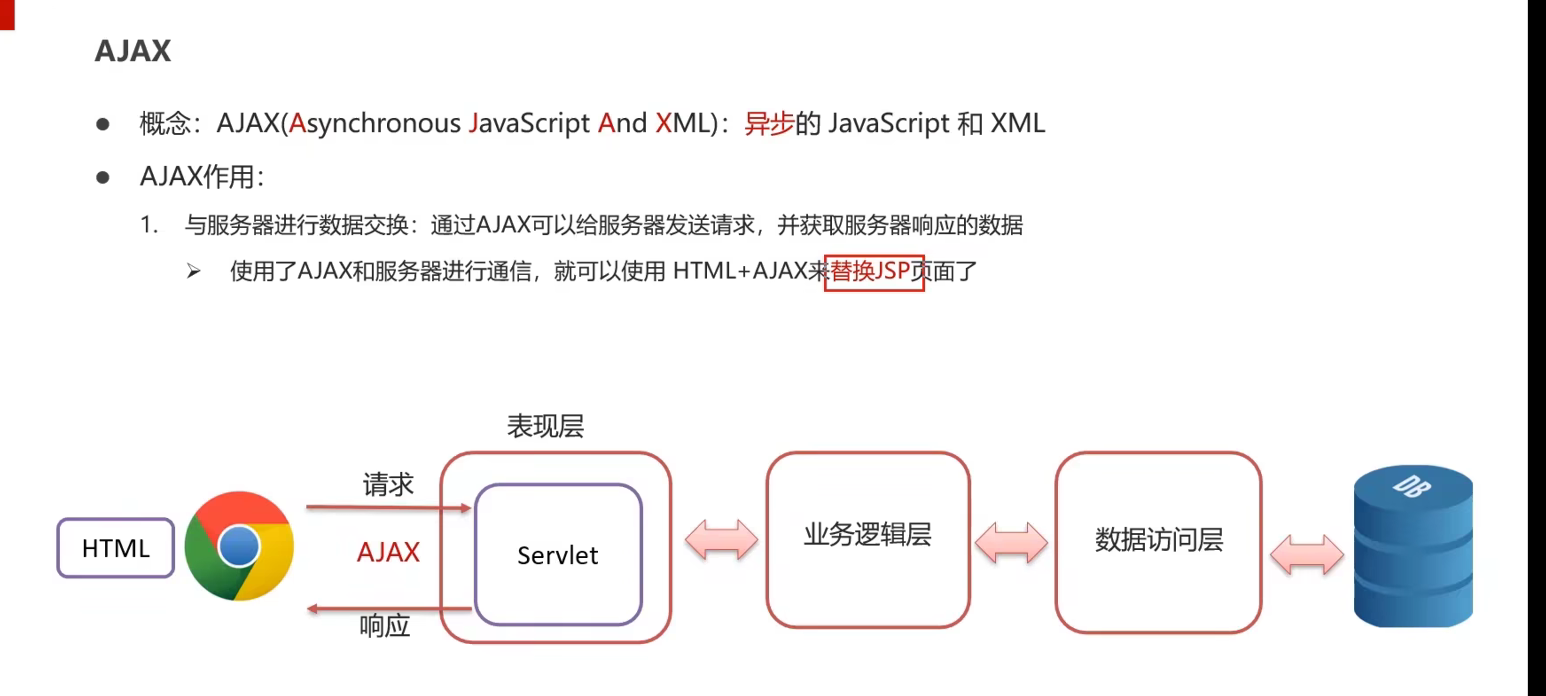 AJAX
● 概念：AJAX(Asynchronous JavaScript And XML)：异步的 JavaScript 和 XML
● AJAX作用：
1. 与服务器进行数据交换：通过AJAX可以给服务器发送请求，并获取服务器响应的数据
➢ 使用了AJAX和服务器进行通信，就可以使用 HTML+AJAX来替换JSP页面了
表现层
请求
HTML
AJAX
Servlet
响应
业务逻辑层
数据访问层
DB